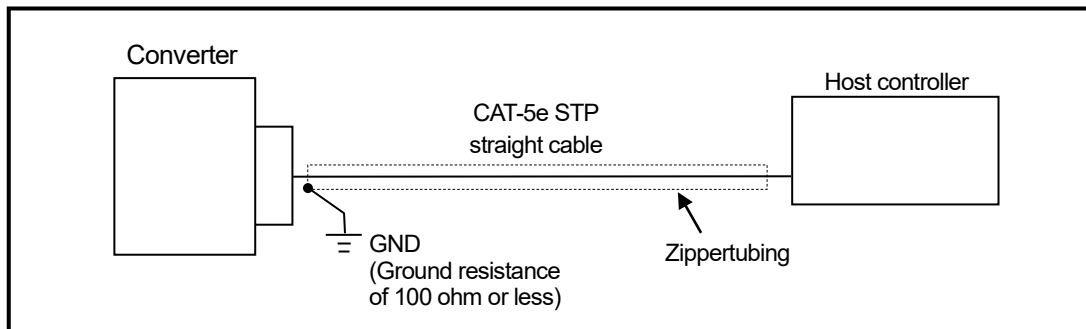 Converter
Host controller
CAT-5e STP
straight cable
Zippertubing
GND
(Ground resistance
of 100 ohm or less)